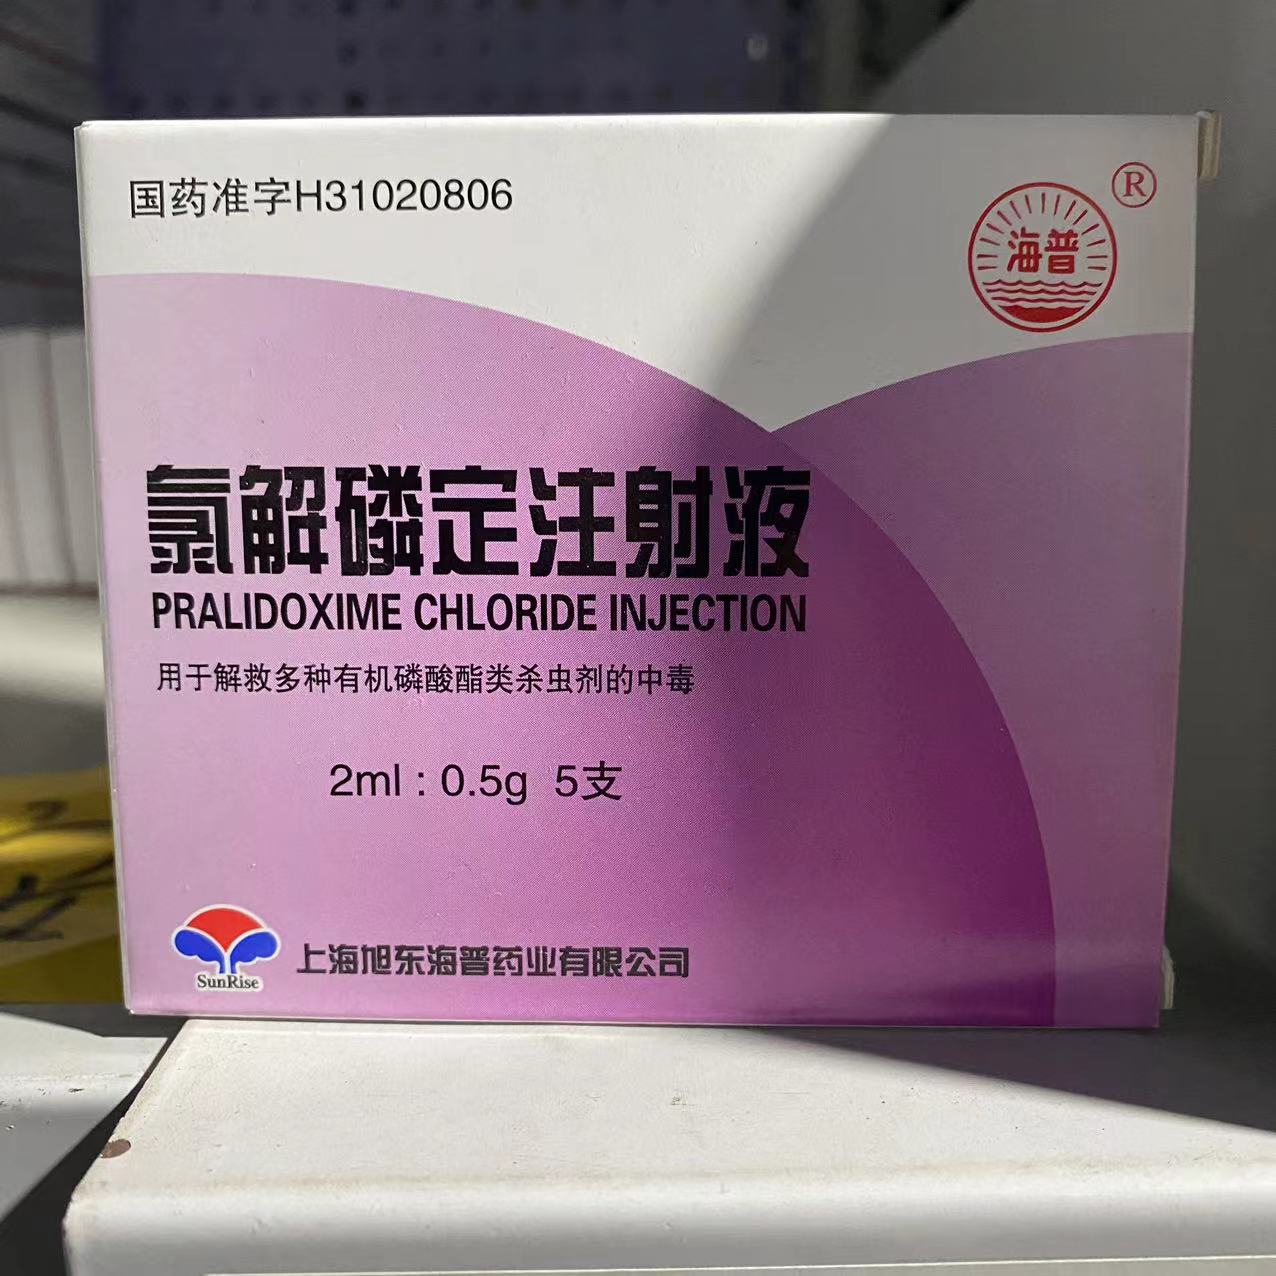 国药准字H31020806
®
海普
氯解磷定注射液
PRALIDOXIME CHLORIDE INJECTION
用于解救多种有机磷酸酯类杀虫剂的中毒
2ml : 0.5g 5支
SunRise
上海旭东海普药业有限公司